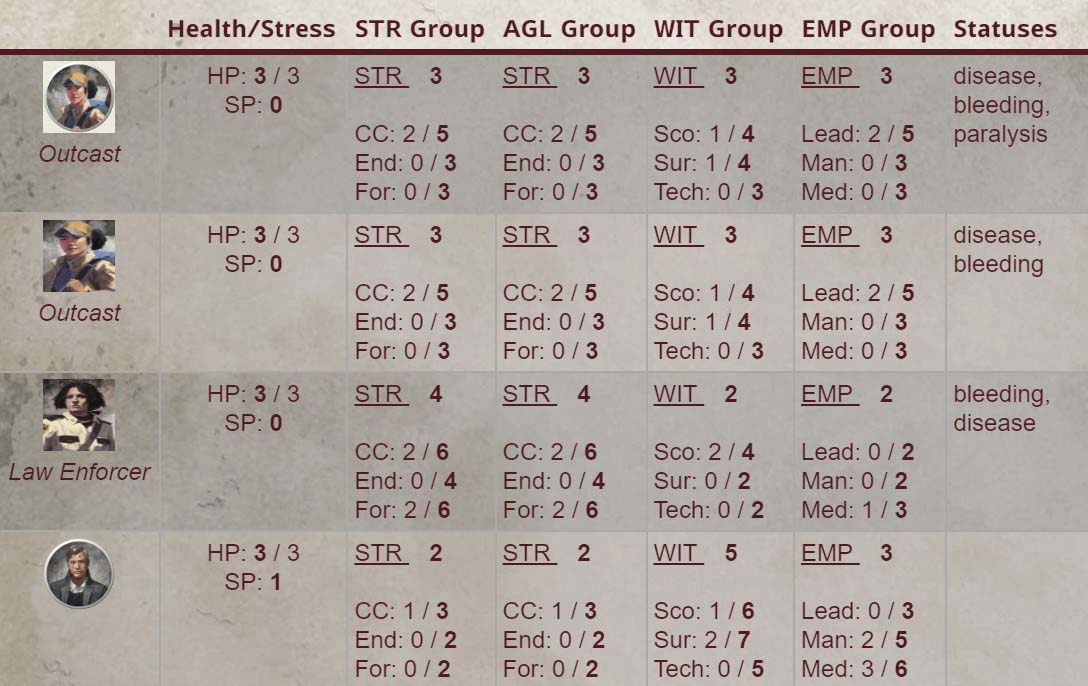 Health/Stress STR Group AGL Group WIT Group EMP Group Statuses
HP: 3 / 3 STR 3 STR 3 WIT 3 EMP 3 disease,
SP: 0 bleeding,
CC: 2 / 5 CC: 2 / 5 Sco: 1 / 4 Lead: 2 / 5 paralysis
Outcast
End: 0 / 3 End: 0 / 3 Sur: 1 / 4 Man: 0 / 3
For: 0 / 3 For: 0 / 3 Tech: 0 / 3 Med: 0 / 3
HP: 3 / 3 STR 3 STR 3 WIT 3 EMP 3 disease,
SP: 0 bleeding
CC: 2 / 5 CC: 2 / 5 Sco: 1 / 4 Lead: 2 / 5
Outcast
End: 0 / 3 End: 0 / 3 Sur: 1 / 4 Man: 0 / 3
For: 0 / 3 For: 0 / 3 Tech: 0 / 3 Med: 0 / 3
HP: 3 / 3 STR 4 STR 4 WIT 2 EMP 2 bleeding,
SP: 0 disease
CC: 2 / 6 CC: 2 / 6 Sco: 2 / 4 Lead: 0 / 2
Law Enforcer
End: 0 / 4 End: 0 / 4 Sur: 0 / 2 Man: 0 / 2
For: 2 / 6 For: 2 / 6 Tech: 0 / 2 Med: 1 / 3
HP: 3 / 3 STR 2 STR 2 WIT 5 EMP 3
SP: 1
CC: 1 / 3 CC: 1 / 3 Sco: 1 / 6 Lead: 0 / 3
End: 0 / 2 End: 0 / 2 Sur: 2 / 7 Man: 2 / 5
For: 0 / 2 For: 0 / 2 Tech: 0 / 5 Med: 3 / 6